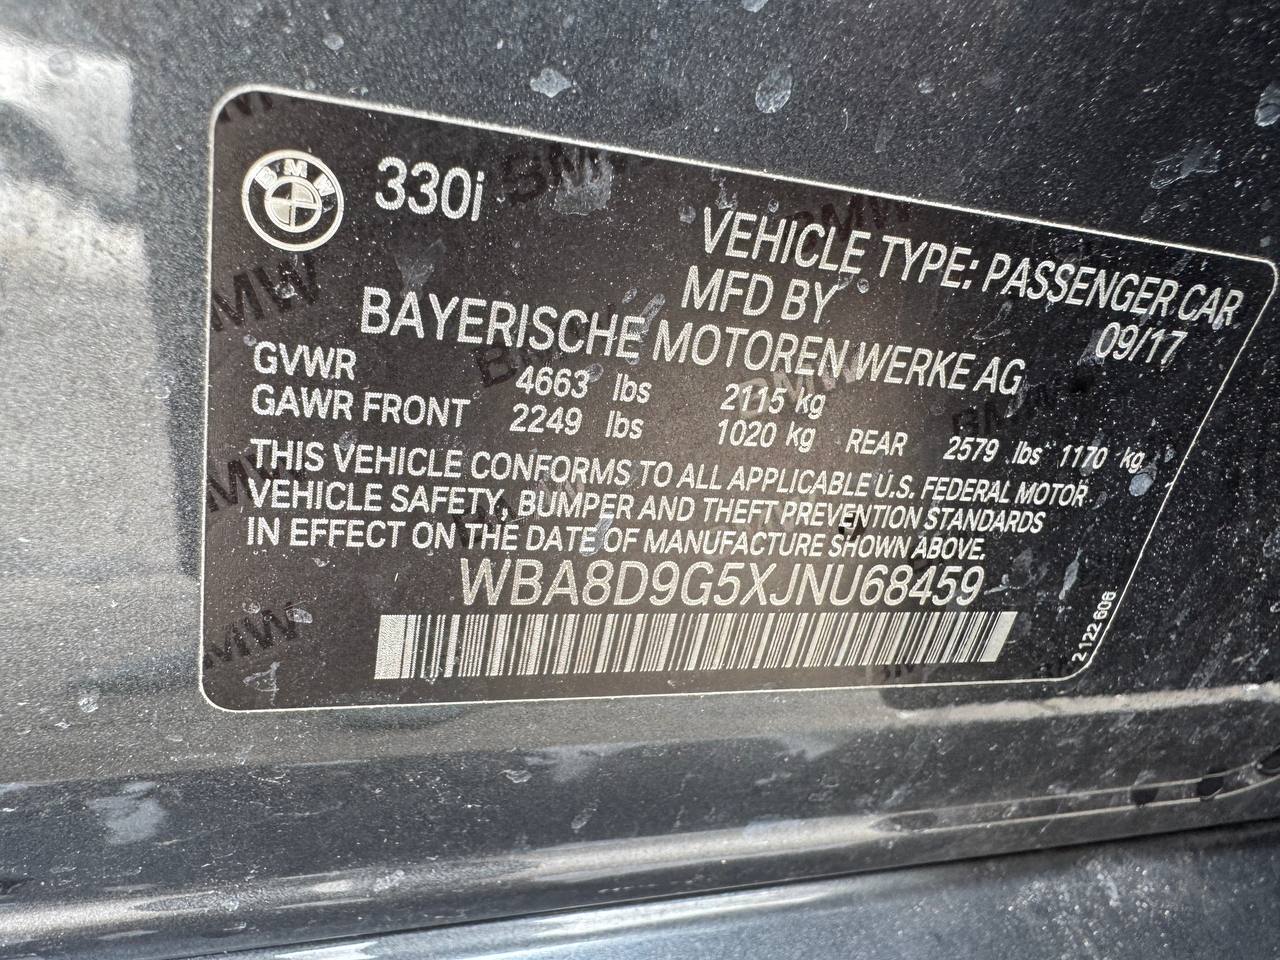 BMW
330i
VEHICLE TYPE: PASSENGER CAR
MFD BY
09/17
BAYERISCHE MOTOREN WERKE AG
GVWR 4663 lbs 2115 kg
GAWR FRONT 2249 lbs 1020 kg REAR 2579 lbs 1170 kg
THIS VEHICLE CONFORMS TO ALL APPLICABLE U.S. FEDERAL MOTOR
VEHICLE SAFETY, BUMPER AND THEFT PREVENTION STANDARDS
IN EFFECT ON THE DATE OF MANUFACTURE SHOWN ABOVE.
WBA8D9G5XJNU68459
2 122 606